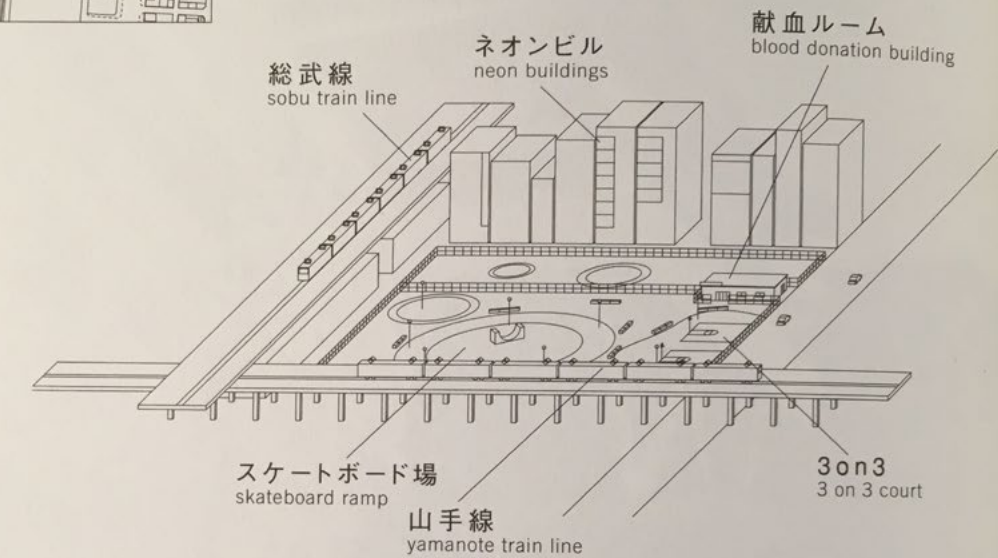 献血ルーム
blood donation building
ネオンビル
neon buildings
総武線
sobu train line
スケートボード場
skateboard ramp
山手線
yamanote train line
3on3
3 on 3 court